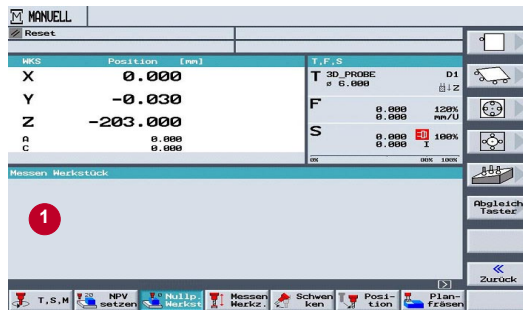 MANUELL
Reset
WKS Position [mm]
X 0.000
Y -0.030
Z -203.000
A 0.000
C 0.000
T,F,S
T 3D_PROBE D1
ø 6.000 Z
F 0.000 120%
0.000 mm/U
S 0.000 100%
0.000 I
0% 80% 100%
Messen Werkstück
1
Abgleich
Taster
«
Zurück
T,S,M
NPV
setzen
Nullp.
Werkst
Messen
Werkz.
Schwen
ken
Posi-
tion
Plan-
fräsen